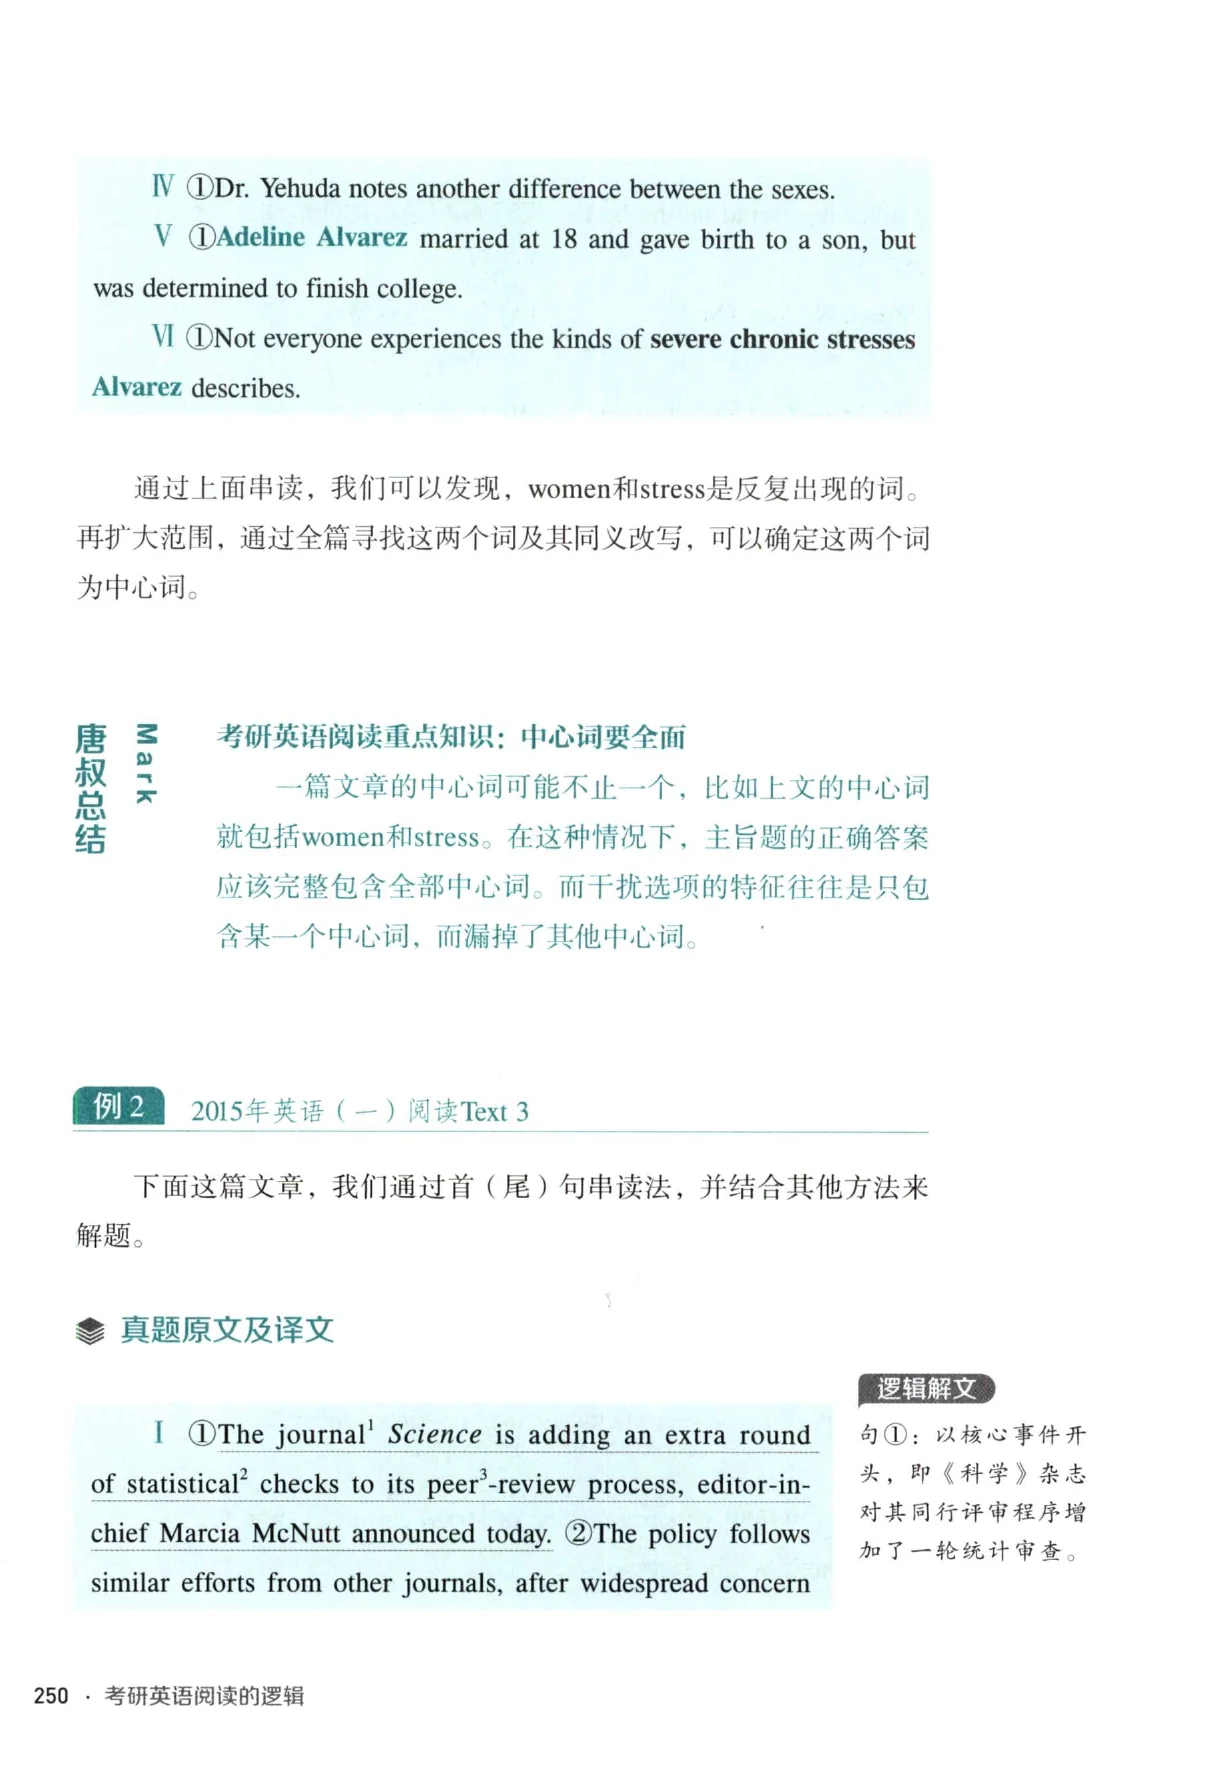 Ⅳ ①Dr. Yehuda notes another difference between the sexes.
Ⅴ ①Adeline Alvarez married at 18 and gave birth to a son, but
was determined to finish college.
Ⅵ ①Not everyone experiences the kinds of severe chronic stresses
Alvarez describes.
通过上面串读，我们可以发现，women和stress是反复出现的词。
再扩大范围，通过全篇寻找这两个词及其同义改写，可以确定这两个词
为中心词。
唐叔总结
Mark
考研英语阅读重点知识：中心词要全面
一篇文章的中心词可能不止一个，比如上文的中心词
就包括women和stress。在这种情况下，主旨题的正确答案
应该完整包含全部中心词。而干扰选项的特征往往是只包
含某一个中心词，而漏掉了其他中心词。
例2 2015年英语（一）阅读Text 3
下面这篇文章，我们通过首（尾）句串读法，并结合其他方法来
解题。
真题原文及译文
Ⅰ ①The journal¹ Science is adding an extra round
of statistical² checks to its peer³-review process, editor-in-
chief Marcia McNutt announced today. ②The policy follows
similar efforts from other journals, after widespread concern
逻辑解文
句①：以核心事件开
头，即《科学》杂志
对其同行评审程序增
加了一轮统计审查。
250 · 考研英语阅读的逻辑